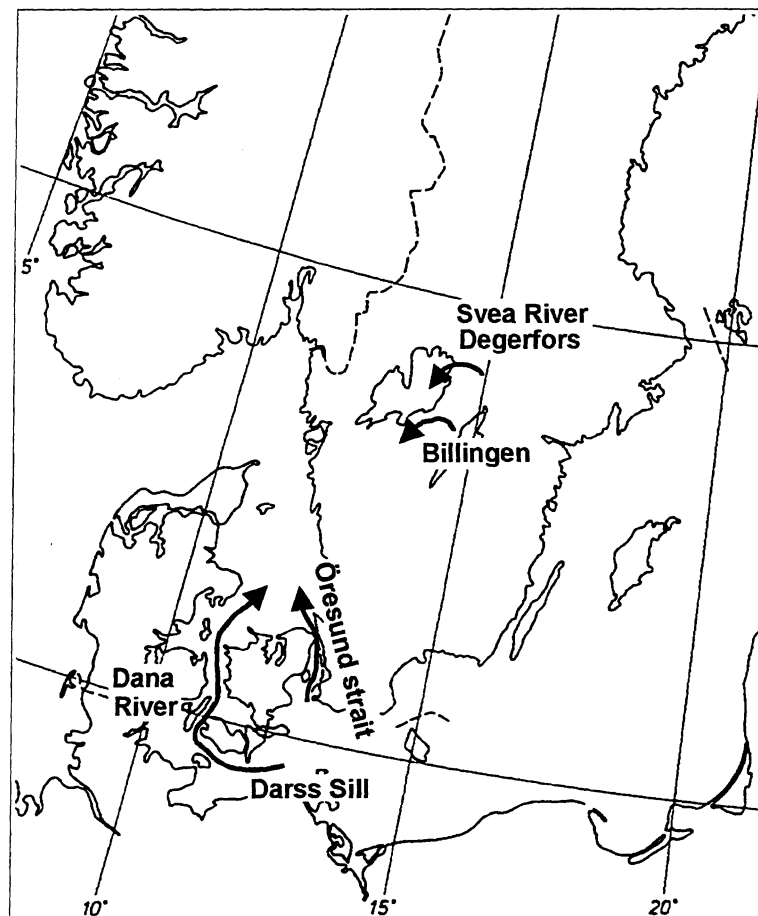 5°
Svea River
Degerfors
Billingen
Öresund strait
Dana
River
Darss Sill
10°
15°
20°